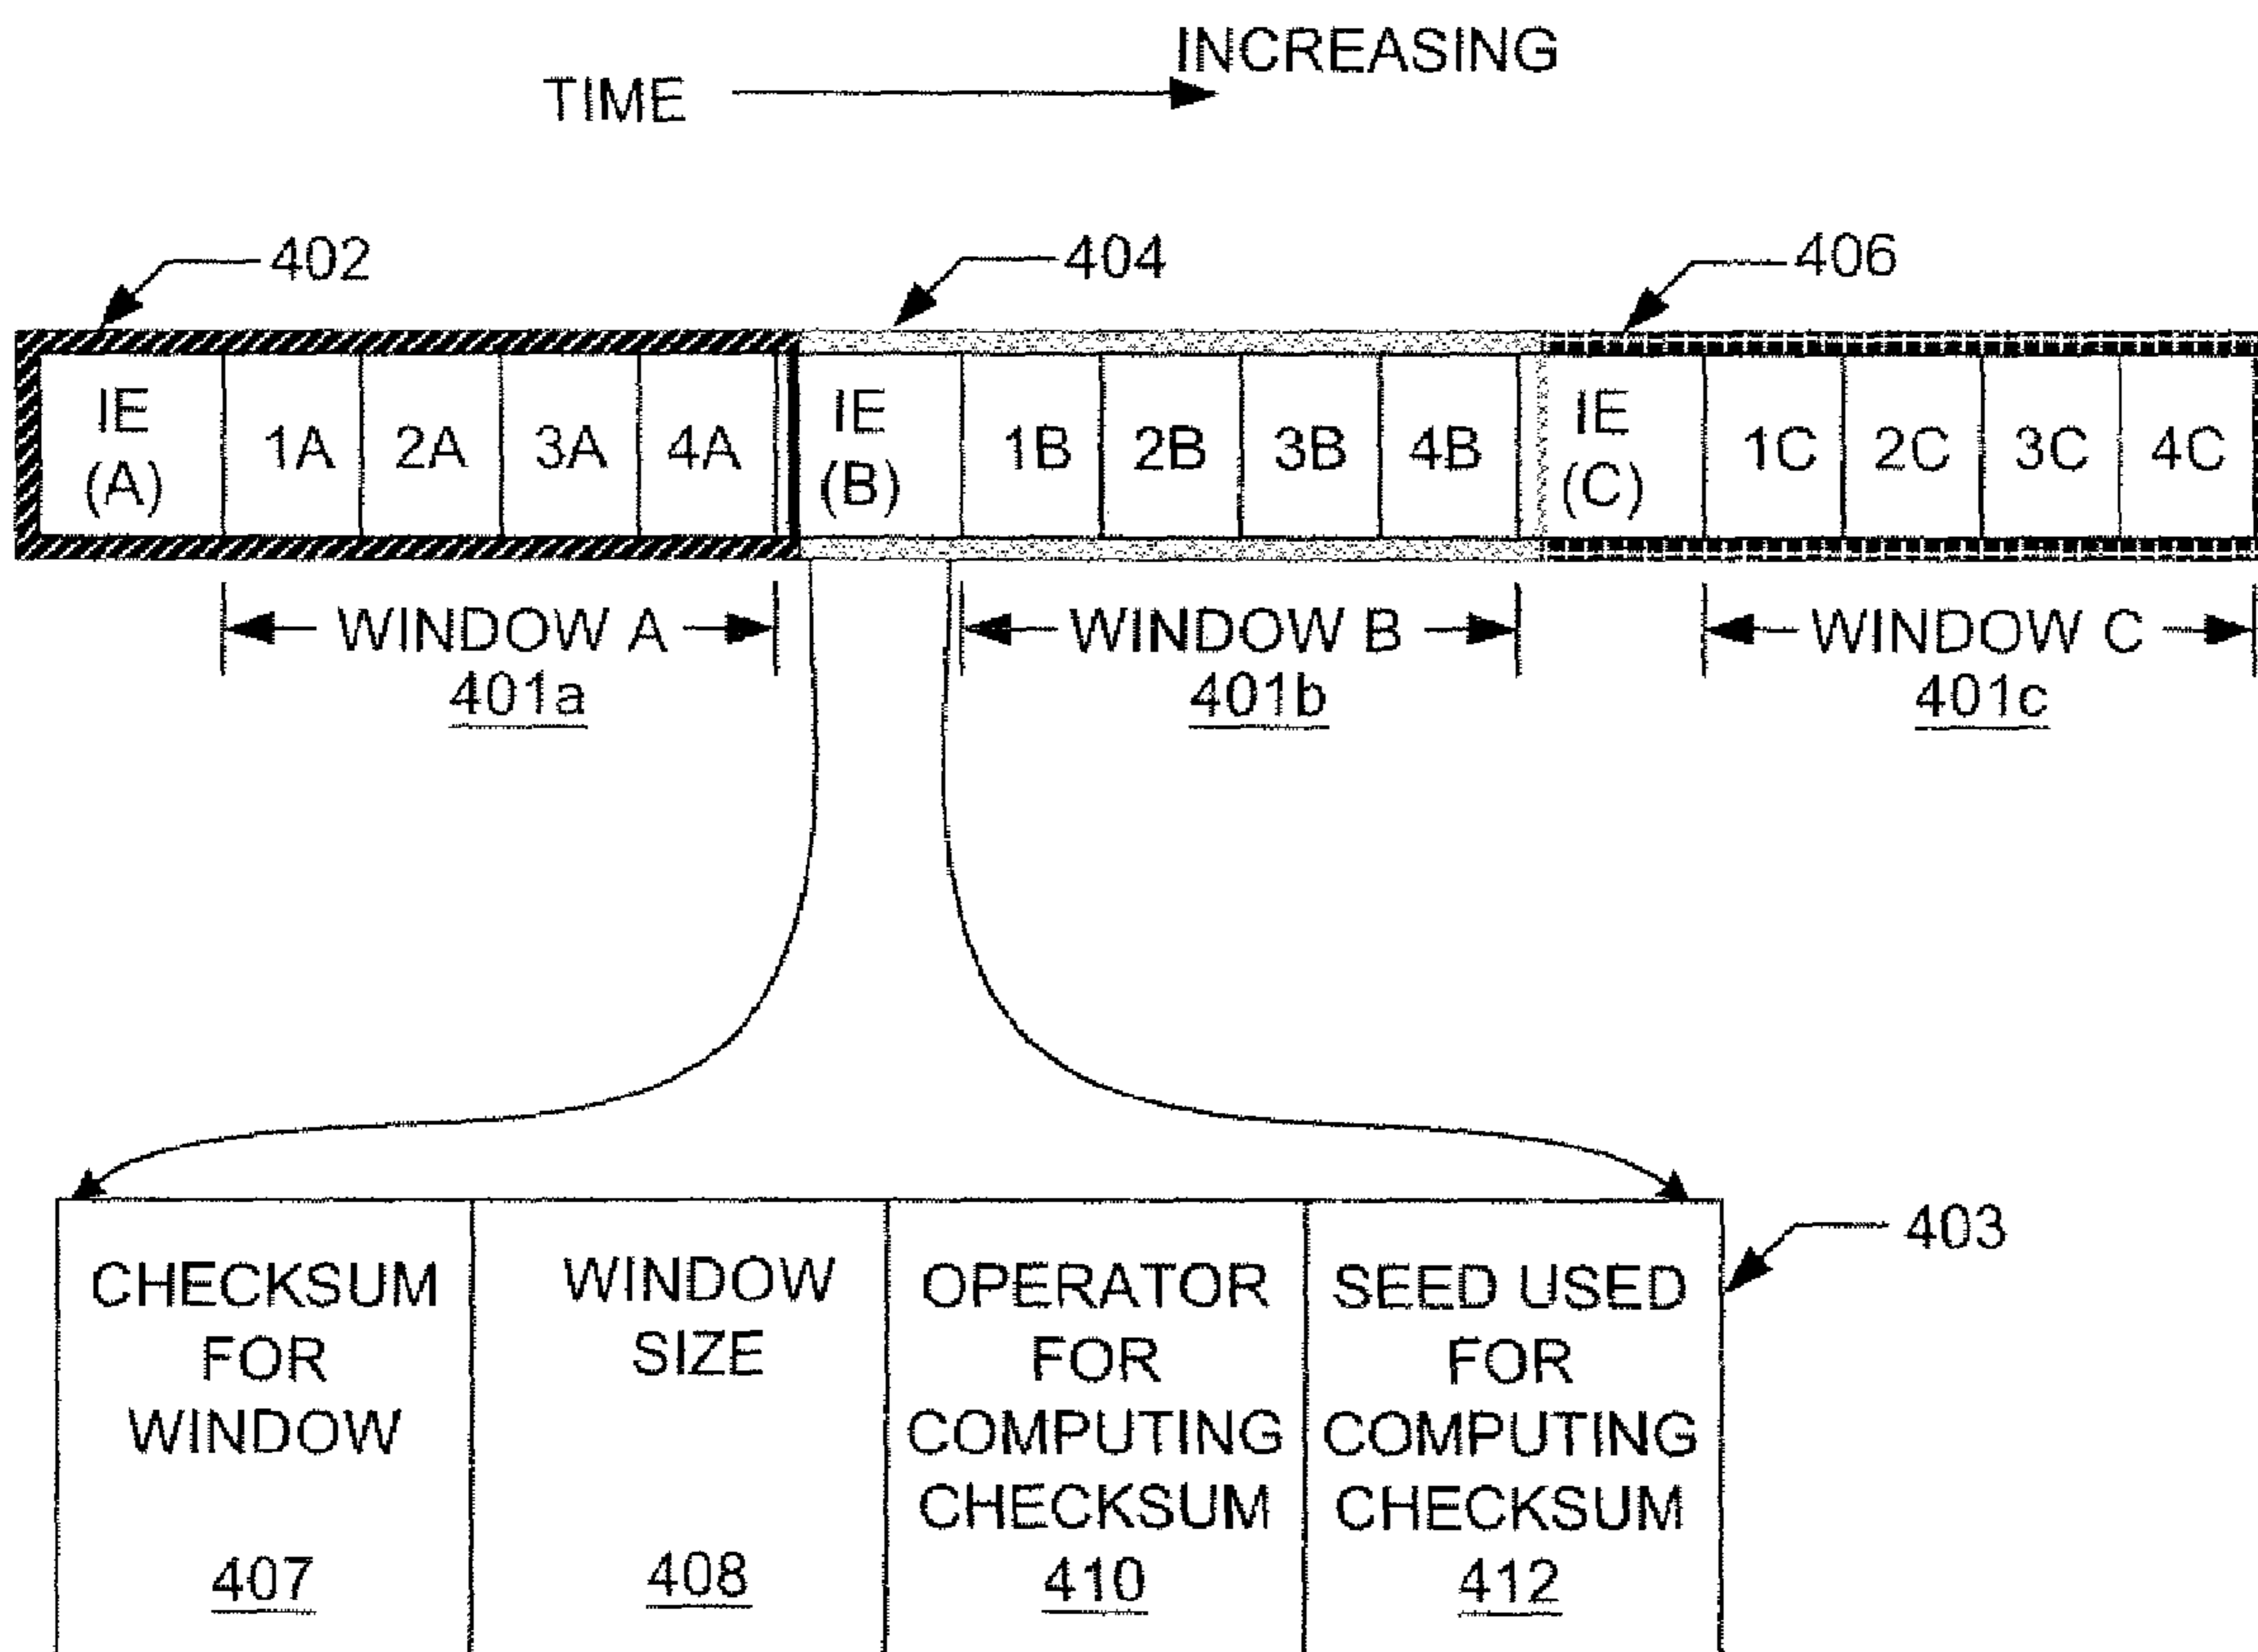 INCREASING
TIME
402
404
406
IE
(A)
1A
2A
3A
4A
IE
(B)
1B
2B
3B
4B
IE
(C)
1C
2C
3C
4C
WINDOW A
401a
WINDOW B
401b
WINDOW C
401c
403
CHECKSUM
FOR
WINDOW
407
WINDOW
SIZE
408
OPERATOR
FOR
COMPUTING
CHECKSUM
410
SEED USED
FOR
COMPUTING
CHECKSUM
412